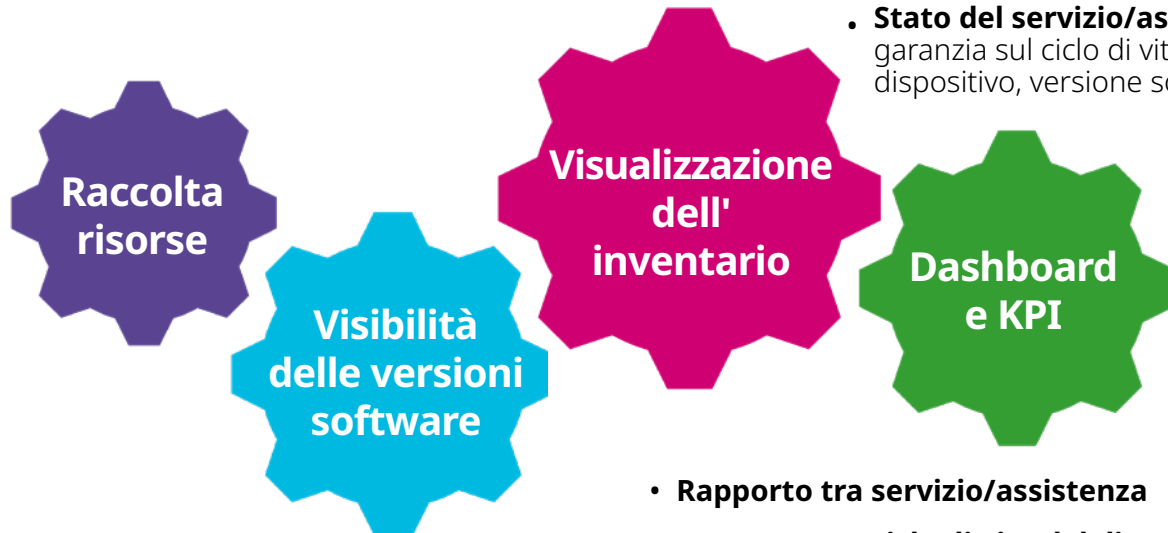 • Stato del servizio/as
garanzia sul ciclo di vit
dispositivo, versione so
Raccolta
risorse
Visualizzazione
dell'
inventario
Dashboard
e KPI
Visibilità
delle versioni
software
• Rapporto tra servizio/assistenza